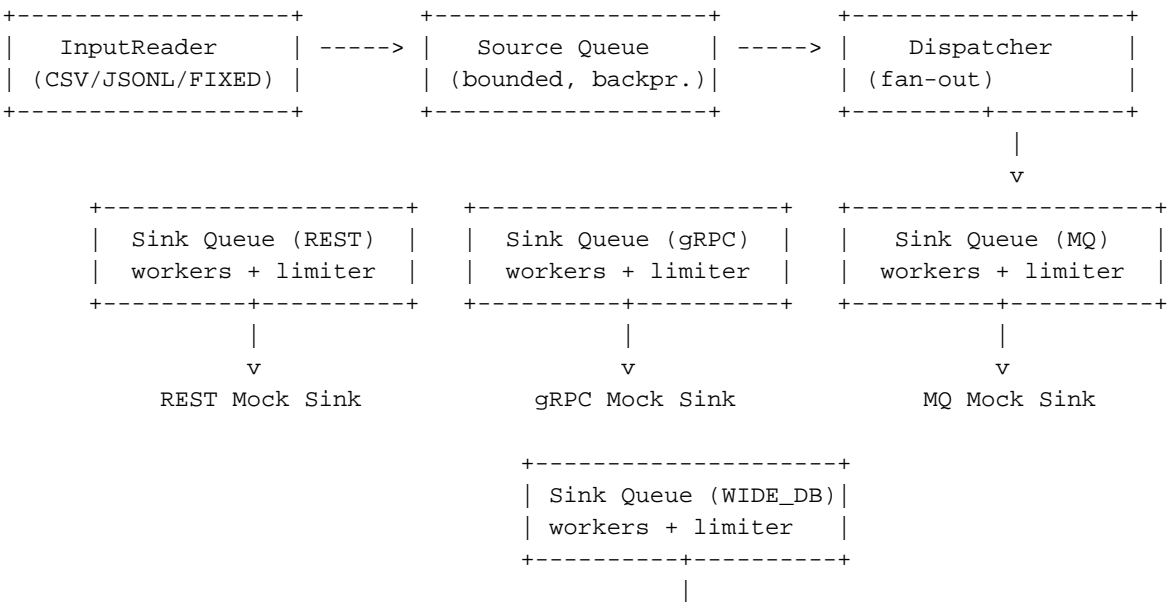 InputReader -----> Source Queue -----> Dispatcher
(CSV/JSONL/FIXED) (bounded, backpr.) (fan-out)
v
Sink Queue (REST) Sink Queue (gRPC) Sink Queue (MQ)
workers + limiter workers + limiter workers + limiter
v v v
REST Mock Sink gRPC Mock Sink MQ Mock Sink
Sink Queue (WIDE_DB)
workers + limiter